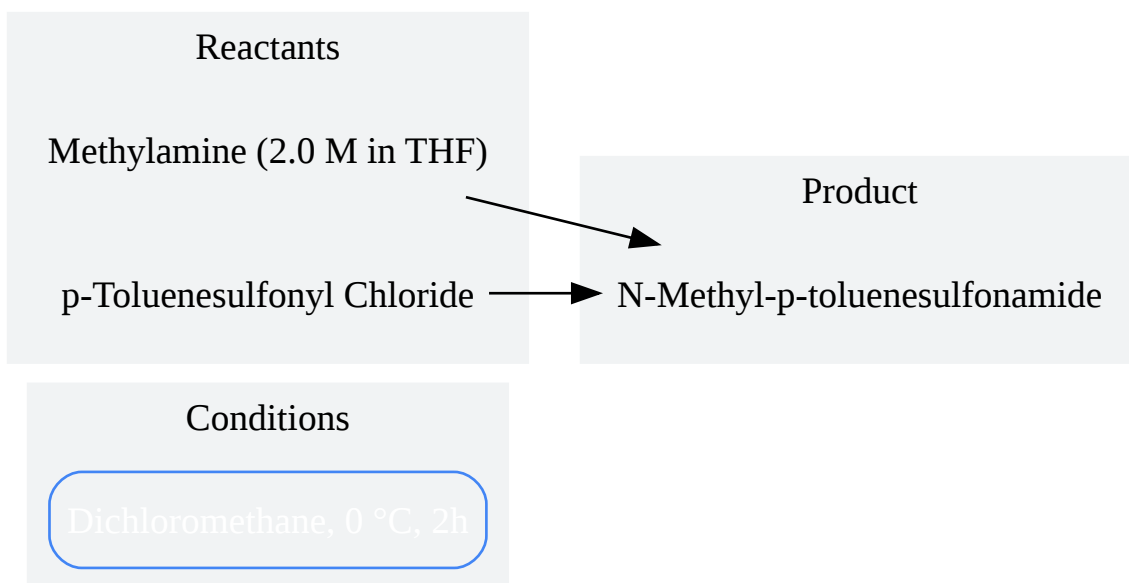 Reactants
Methylamine (2.0 M in THF)
Product
p-Toluenesulfonyl Chloride
N-Methyl-p-toluenesulfonamide
Conditions
Dichloromethane, 0 °C, 2h